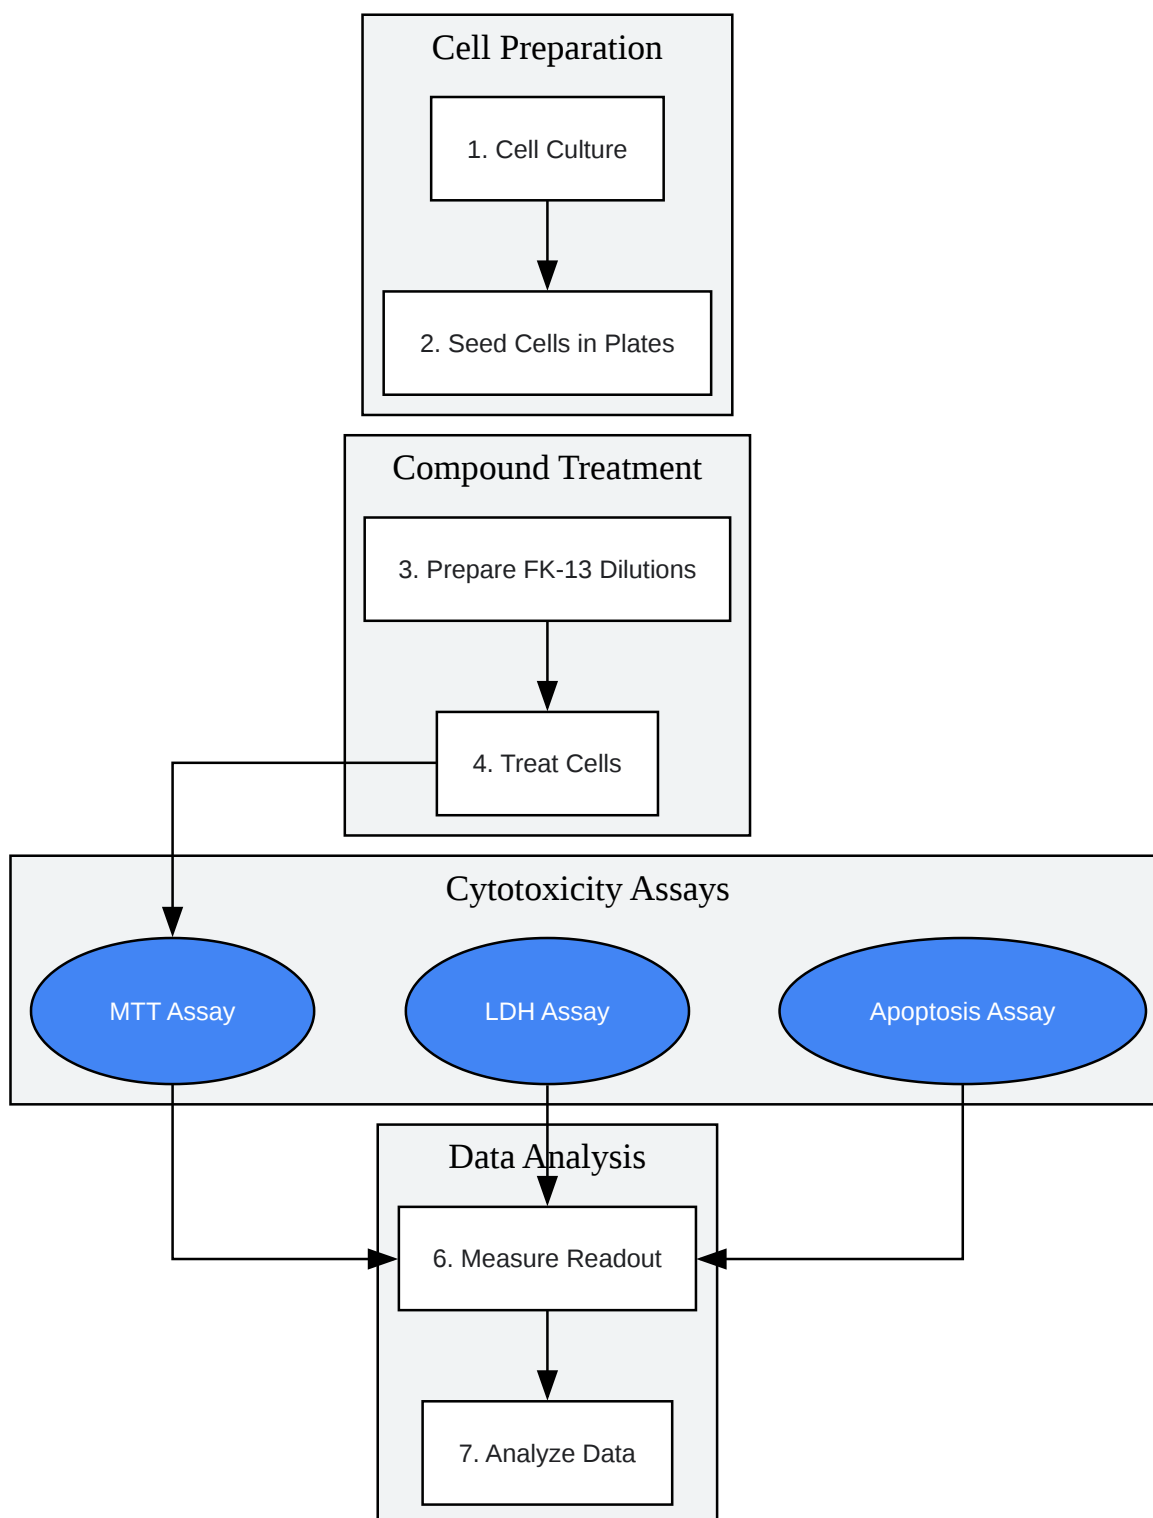 Cell Preparation
1. Cell Culture
2. Seed Cells in Plates
Compound Treatment
3. Prepare FK-13 Dilutions
4. Treat Cells
Cytotoxicity Assays
MTT Assay
LDH Assay
Apoptosis Assay
Data Analysis
6. Measure Readout
7. Analyze Data